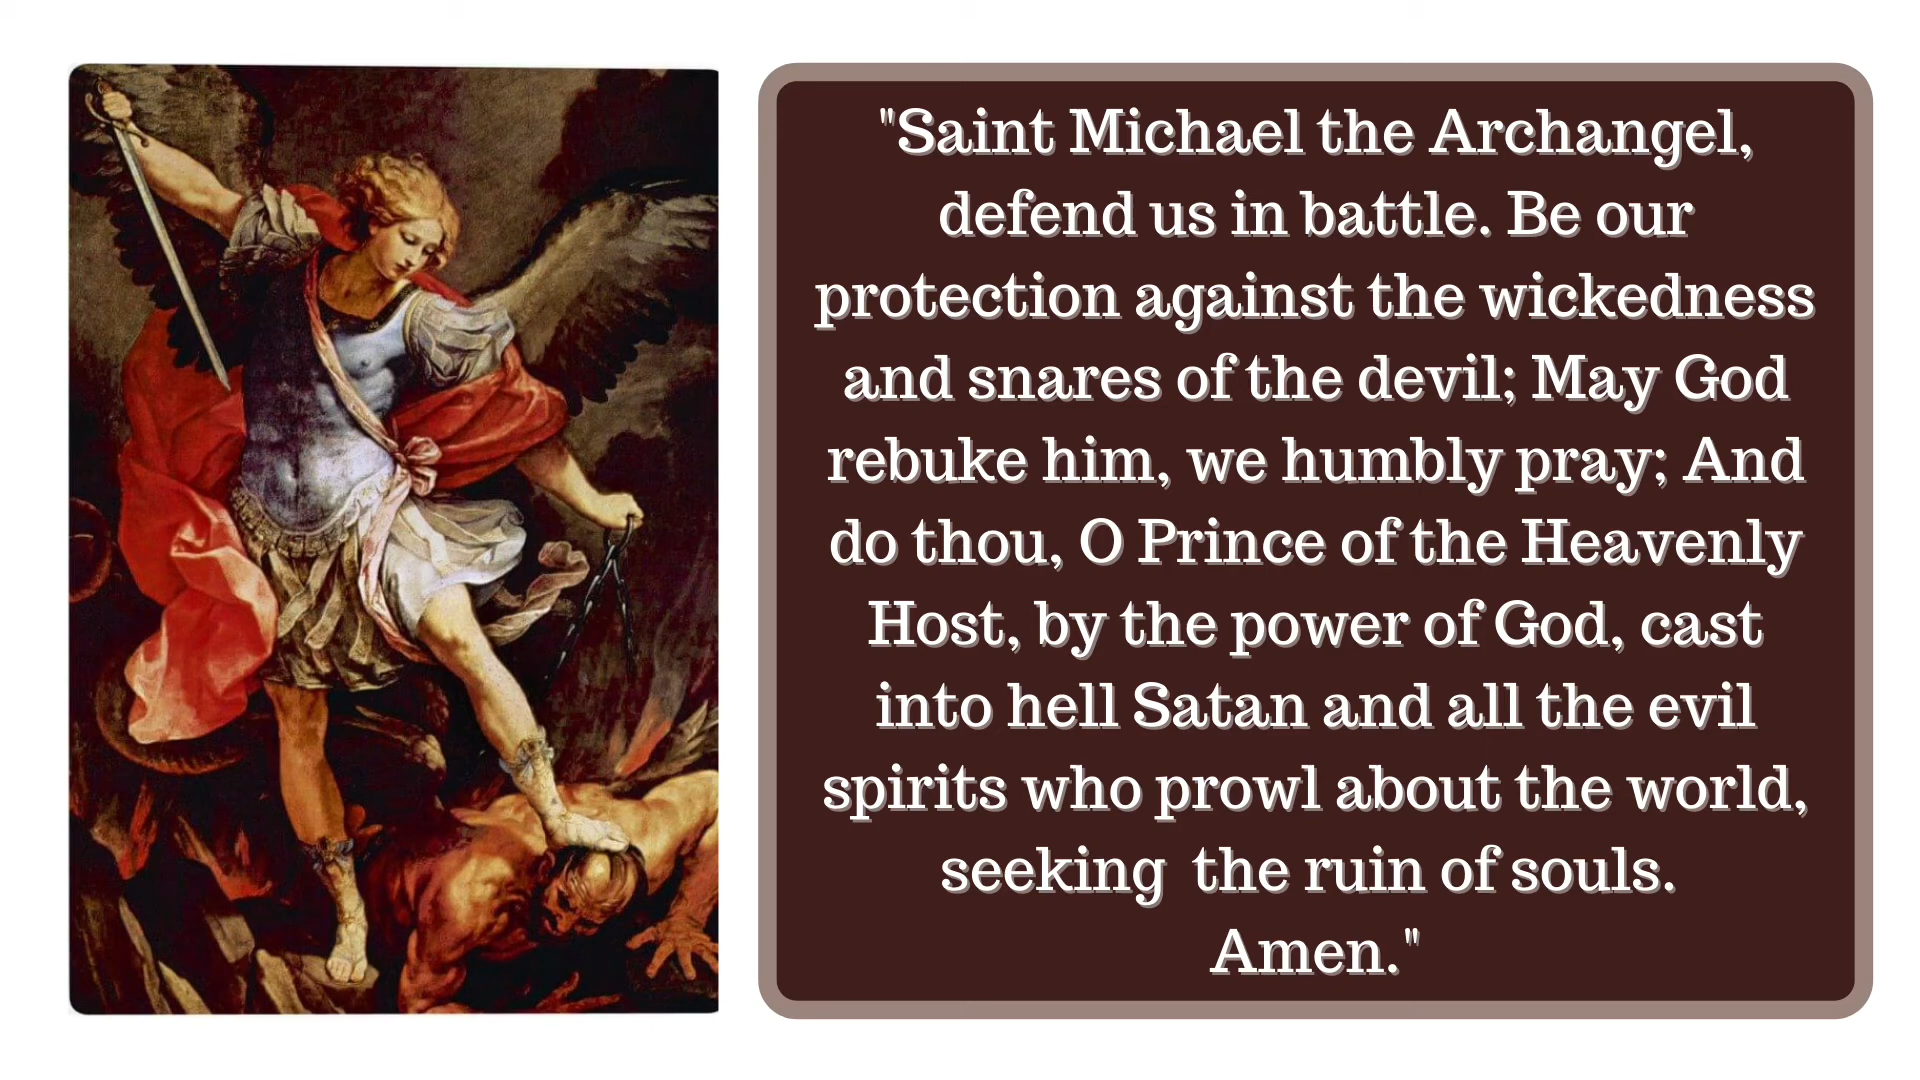 "Saint Michael the Archangel,
defend us in battle. Be our
protection against the wickedness
and snares of the devil; May God
rebuke him, we humbly pray; And
do thou, O Prince of the Heavenly
Host, by the power of God, cast
into hell Satan and all the evil
spirits who prowl about the world,
seeking  the ruin of souls.
Amen."